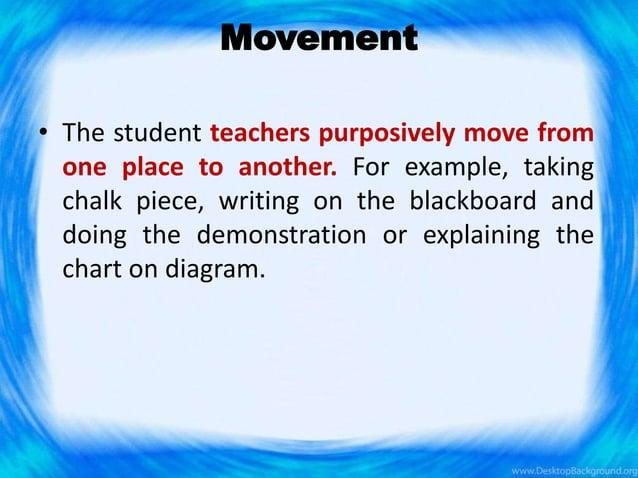 Movement
• The student teachers purposively move from
one place to another. For example, taking
chalk piece, writing on the blackboard and
doing the demonstration or explaining the
chart on diagram.
www.DesktopBackground.org